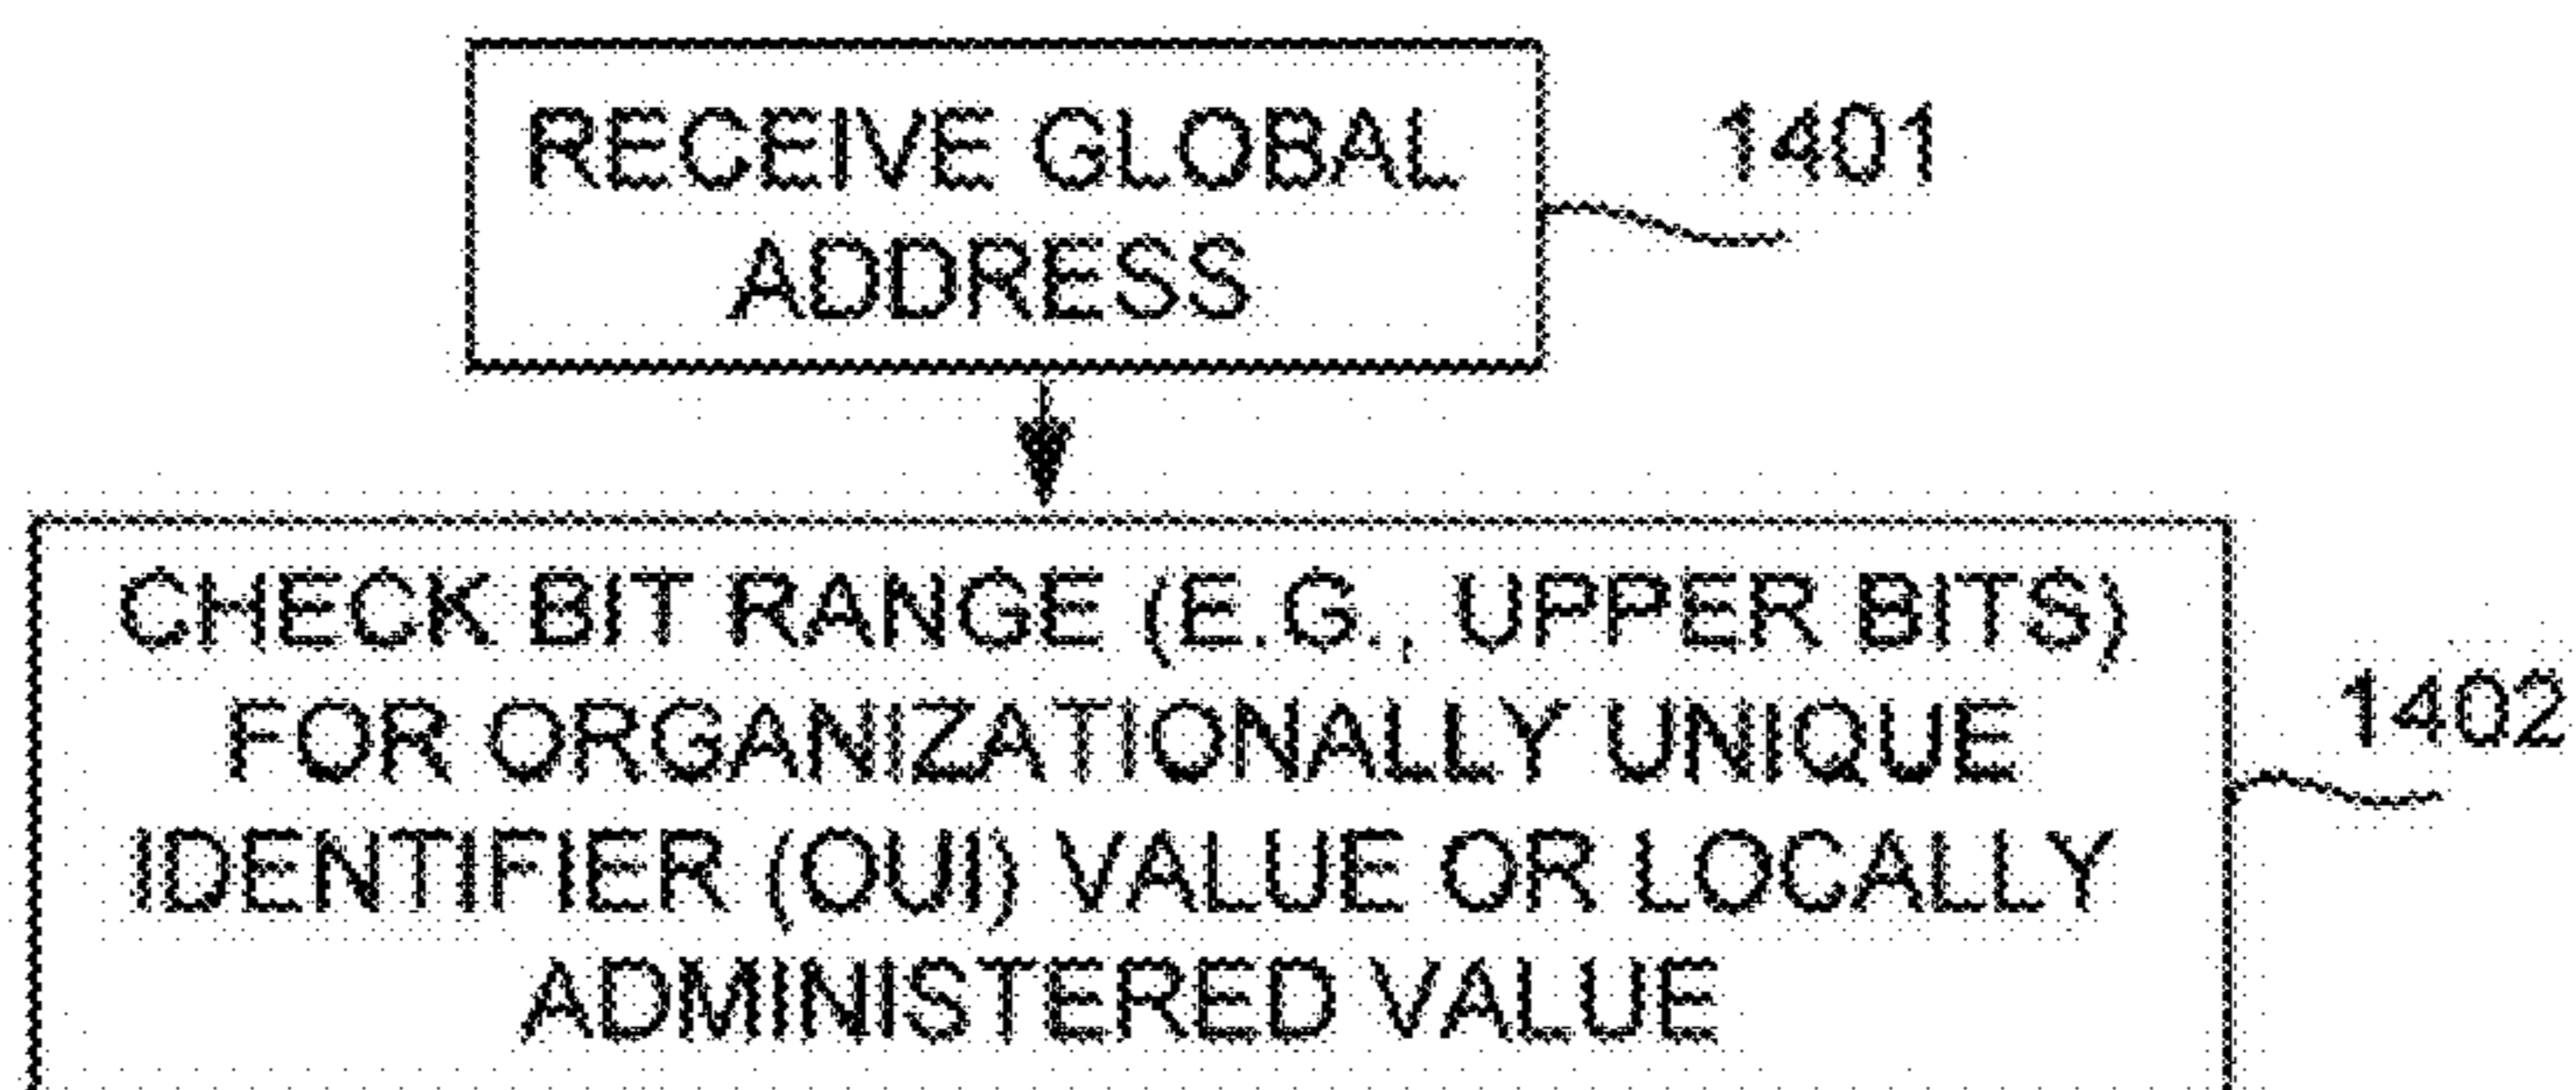 RECEIVE GLOBAL
ADDRESS
1401
CHECK BIT RANGE (E.G., UPPER BITS)
FOR ORGANIZATIONALLY UNIQUE
IDENTIFIER (OUI) VALUE OR LOCALLY
ADMINISTERED VALUE
1402